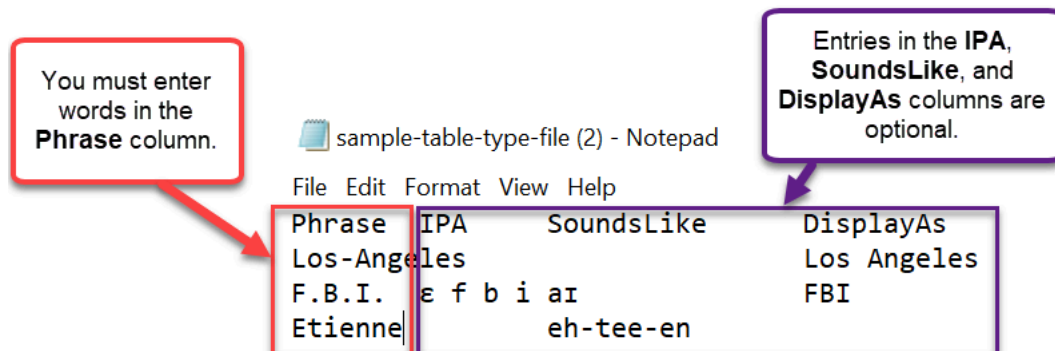 You must enter
words in the
Phrase column.
Entries in the IPA,
SoundsLike, and
DisplayAs columns are
optional.
sample-table-type-file (2) - Notepad
File Edit Format View Help
Phrase IPA SoundsLike DisplayAs
Los-Angeles Los Angeles
F.B.I. ɛ f b i aɪ FBI
Etienne eh-tee-en